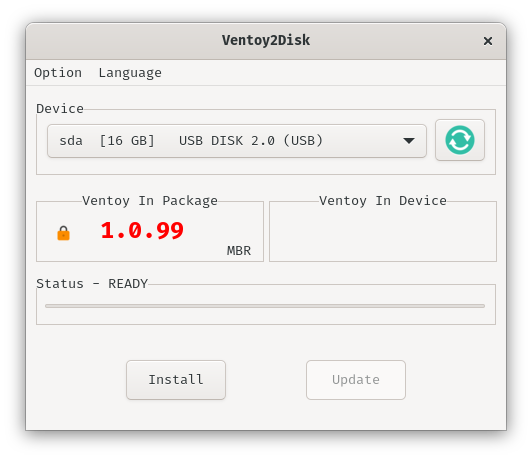 Ventoy2Disk
Option Language
Device
sda [16 GB] USB DISK 2.0 (USB)
Ventoy In Package
Ventoy In Device
1.0.99
MBR
Status - READY
Install
Update